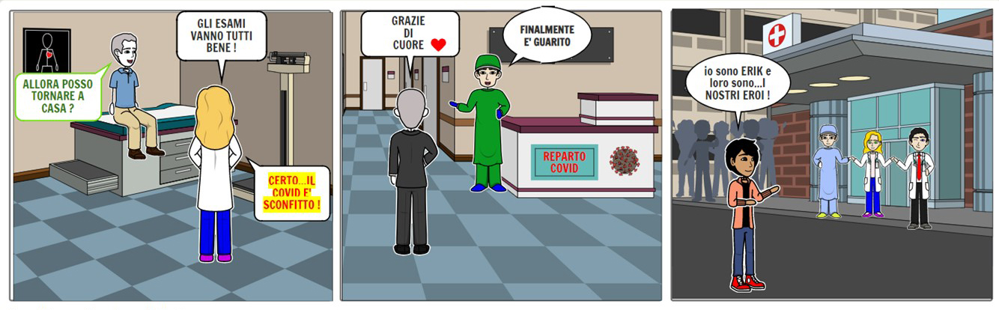 GLI ESAMI
VANNO TUTTI
BENE !
ALLORA POSSO
TORNARE A
CASA ?
CERTO...IL
COVID E'
SCONFITTO !
GRAZIE
DI
CUORE
FINALMENTE
E' GUARITO
REPARTO
COVID
io sono ERIK e
loro sono...I
NOSTRI EROI !